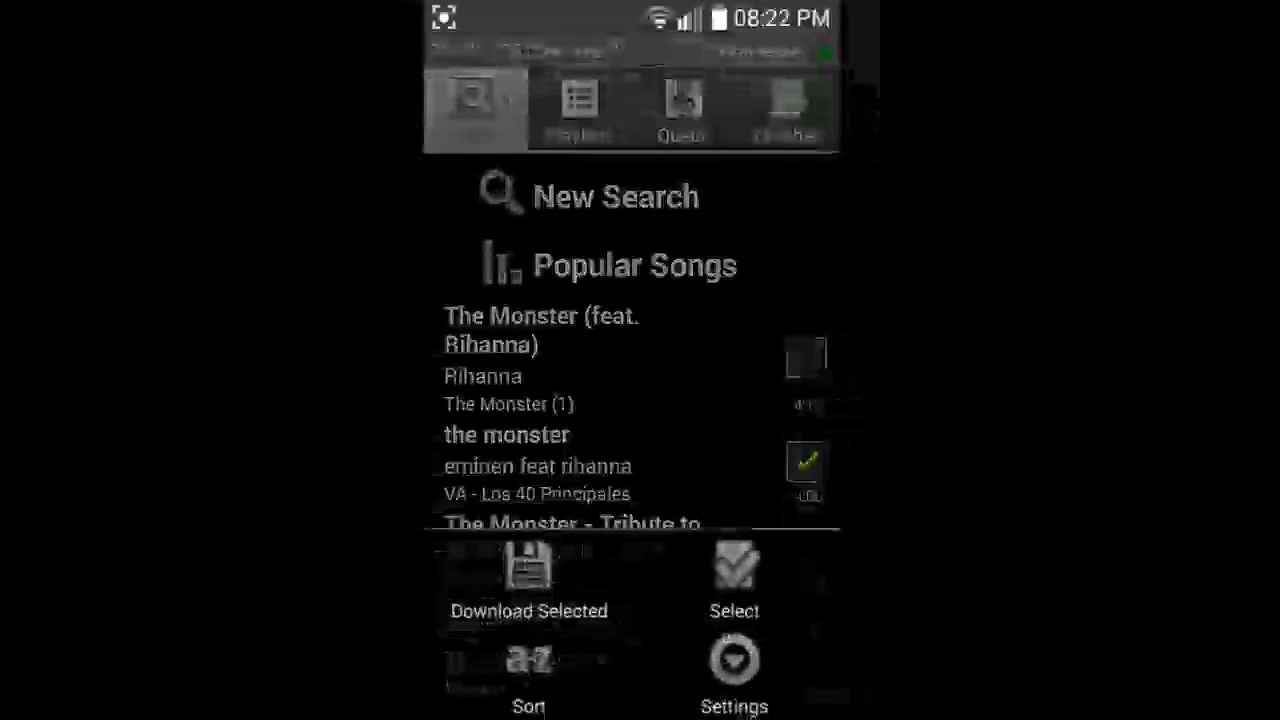 08:22 PM
New Search
Popular Songs
The Monster (feat.
Rihanna)
Rihanna
The Monster (1)
the monster
eminen feat rihanna
VA - Los 40 Principales
The Monster - Tribute to
Download Selected
Select
a-z
Sort
Settings